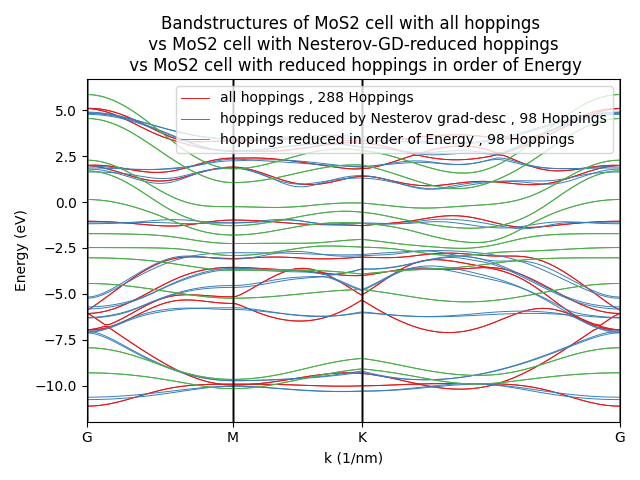 Bandstructures of MoS2 cell with all hoppings
vs MoS2 cell with Nesterov-GD-reduced hoppings
vs MoS2 cell with reduced hoppings in order of Energy
all hoppings , 288 Hoppings
hoppings reduced by Nesterov grad-desc , 98 Hoppings
hoppings reduced in order of Energy , 98 Hoppings
Energy (eV)
5.0
2.5
0.0
−2.5
−5.0
−7.5
−10.0
G M K G
k (1/nm)